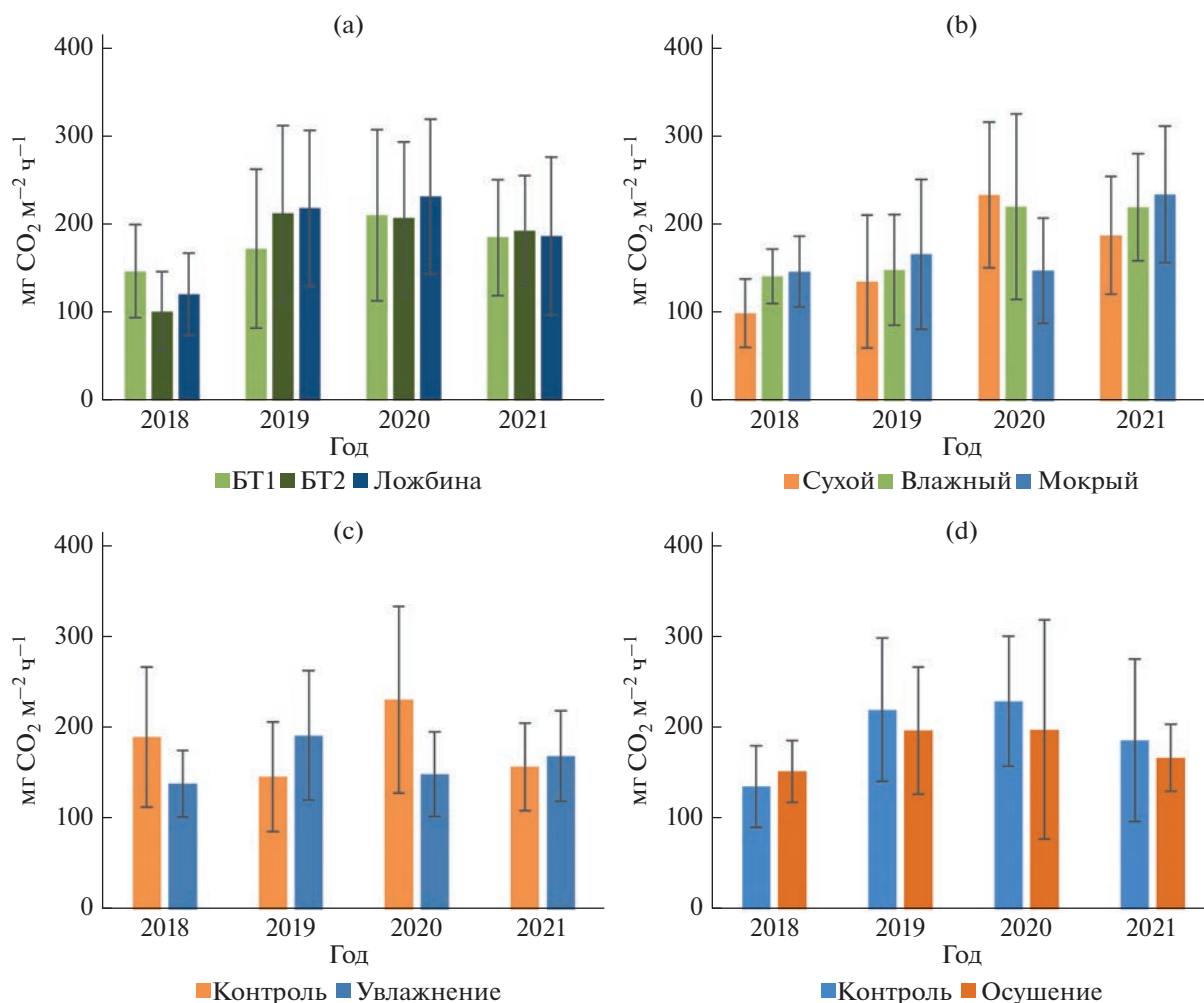 (a)
400
300
200
100
0
мг CO₂ м⁻² ч⁻¹
2018 2019 2020 2021
Год
БТ1 БТ2 Ложбина
(b)
400
300
200
100
0
мг CO₂ м⁻² ч⁻¹
2018 2019 2020 2021
Год
Сухой Влажный Мокрый
(c)
400
300
200
100
0
мг CO₂ м⁻² ч⁻¹
2018 2019 2020 2021
Год
Контроль Увлажнение
(d)
400
300
200
100
0
мг CO₂ м⁻² ч⁻¹
2018 2019 2020 2021
Год
Контроль Осушение